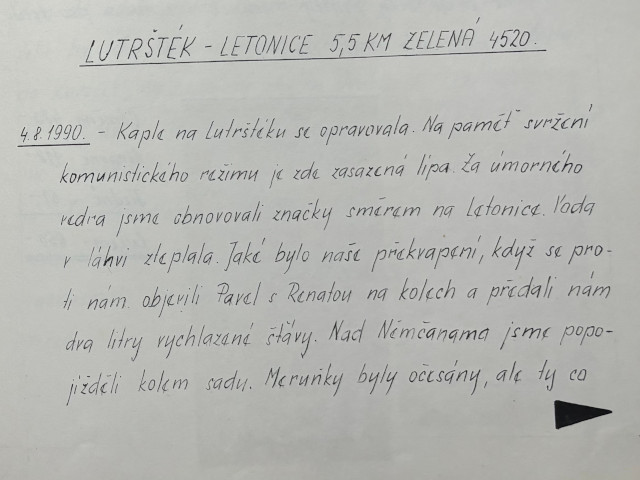 LUTRŠTÉK - LETONICE 5,5 KM ZELENÁ 4520.
4.8.1990. - Kaple na Lutrštéku se opravovala. Na paměť svržení
komunistického režimu je zde zasazená lípa. Za úmorného
vedra jsme obnovovali značky směrem na Letonice. Voda
v láhvi zteplala. Jaké bylo naše překvapení, když se pro-
ti nám objevili Pavel s Renatou na kolech a předali nám
dva litry vychlazené šťávy. Nad Němčanama jsme popo-
jížděli kolem sadu. Meruňky byly očesány, ale ty co